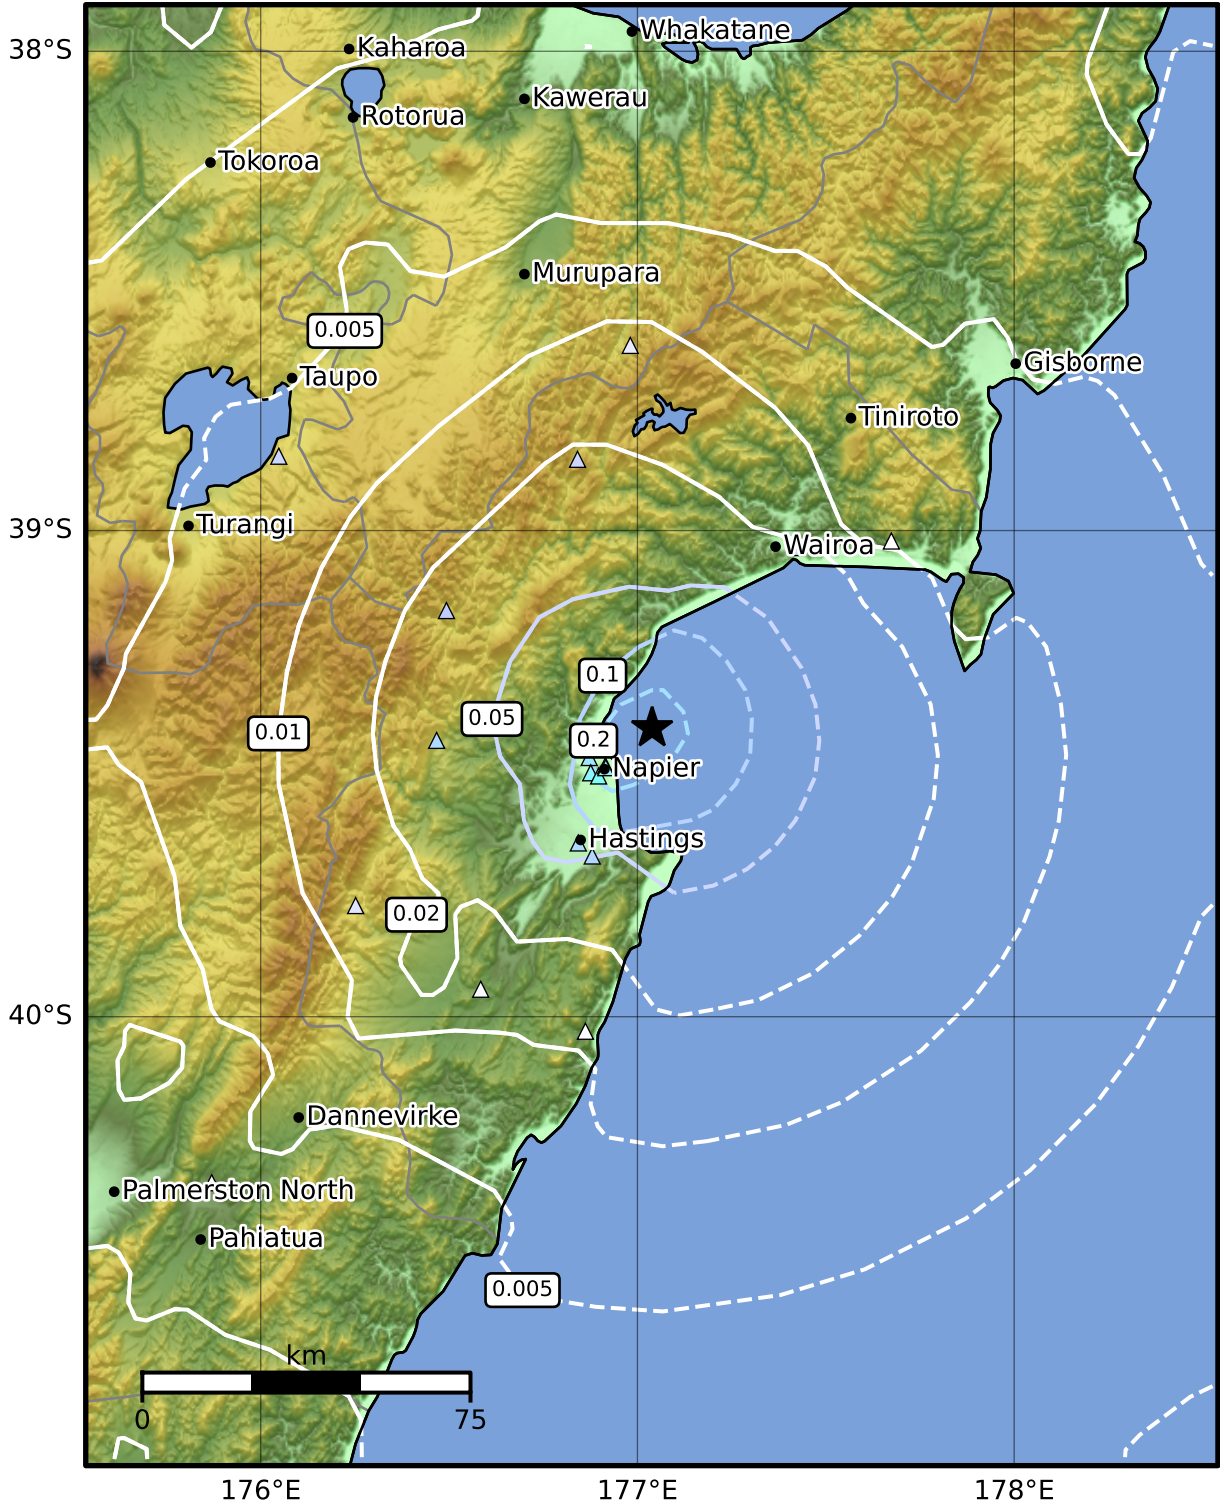 38°S
Whakatane
Kaharoa
Kawerau
Rotorua
Tokoroa
Murupara
0.005
Gisborne
Taupo
Tiniroto
39°S
Turangi
Wairoa
0.1
0.05
0.01
0.2
Napier
Hastings
0.02
40°S
Dannevirke
Palmerston North
Pahiatua
0.005
km
0
75
176°E
177°E
178°E